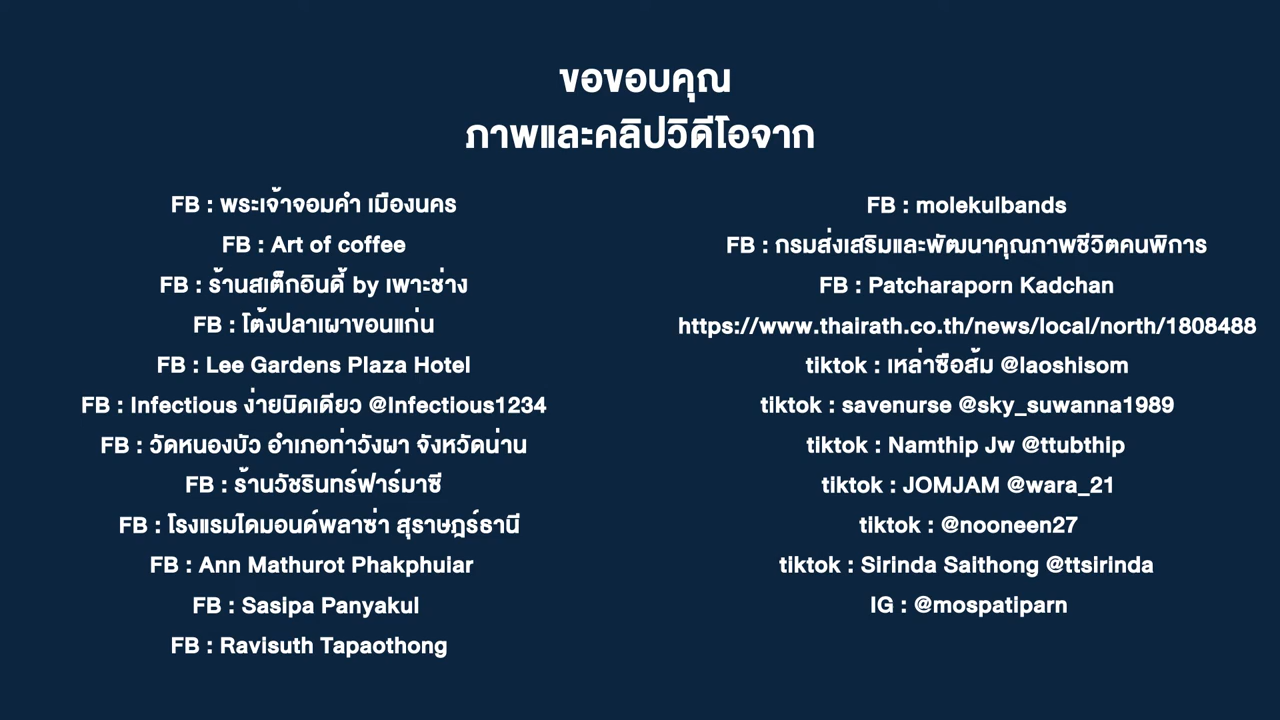 ขอขอบคุณ
ภาพและคลิปวิดีโอจาก
FB : พระเจ้าจอมคำ เมืองนคร
FB : Art of coffee
FB : ร้านสเต็กอินดี้ by เพาะช่าง
FB : โต้งปลาเผาขอนแก่น
FB : Lee Gardens Plaza Hotel
FB : Infectious ง่ายนิดเดียว @Infectious1234
FB : วัดหนองบัว อำเภอท่าวังผา จังหวัดน่าน
FB : ร้านวัชรินทร์ฟาร์มาซี
FB : โรงแรมไดมอนด์พลาซ่า สุราษฎร์ธานี
FB : Ann Mathurot Phakphuiar
FB : Sasipa Panyakul
FB : Ravisuth Tapaothong
FB : molekulbands
FB : กรมส่งเสริมและพัฒนาคุณภาพชีวิตคนพิการ
FB : Patcharaporn Kadchan
https://www.thairath.co.th/news/local/north/1808488
tiktok : เหล่าซือส้ม @laoshisom
tiktok : savenurse @sky_suwanna1989
tiktok : Namthip Jw @ttubthip
tiktok : JOMJAM @wara_21
tiktok : @nooneen27
tiktok : Sirinda Saithong @ttsirinda
IG : @mospatiparn